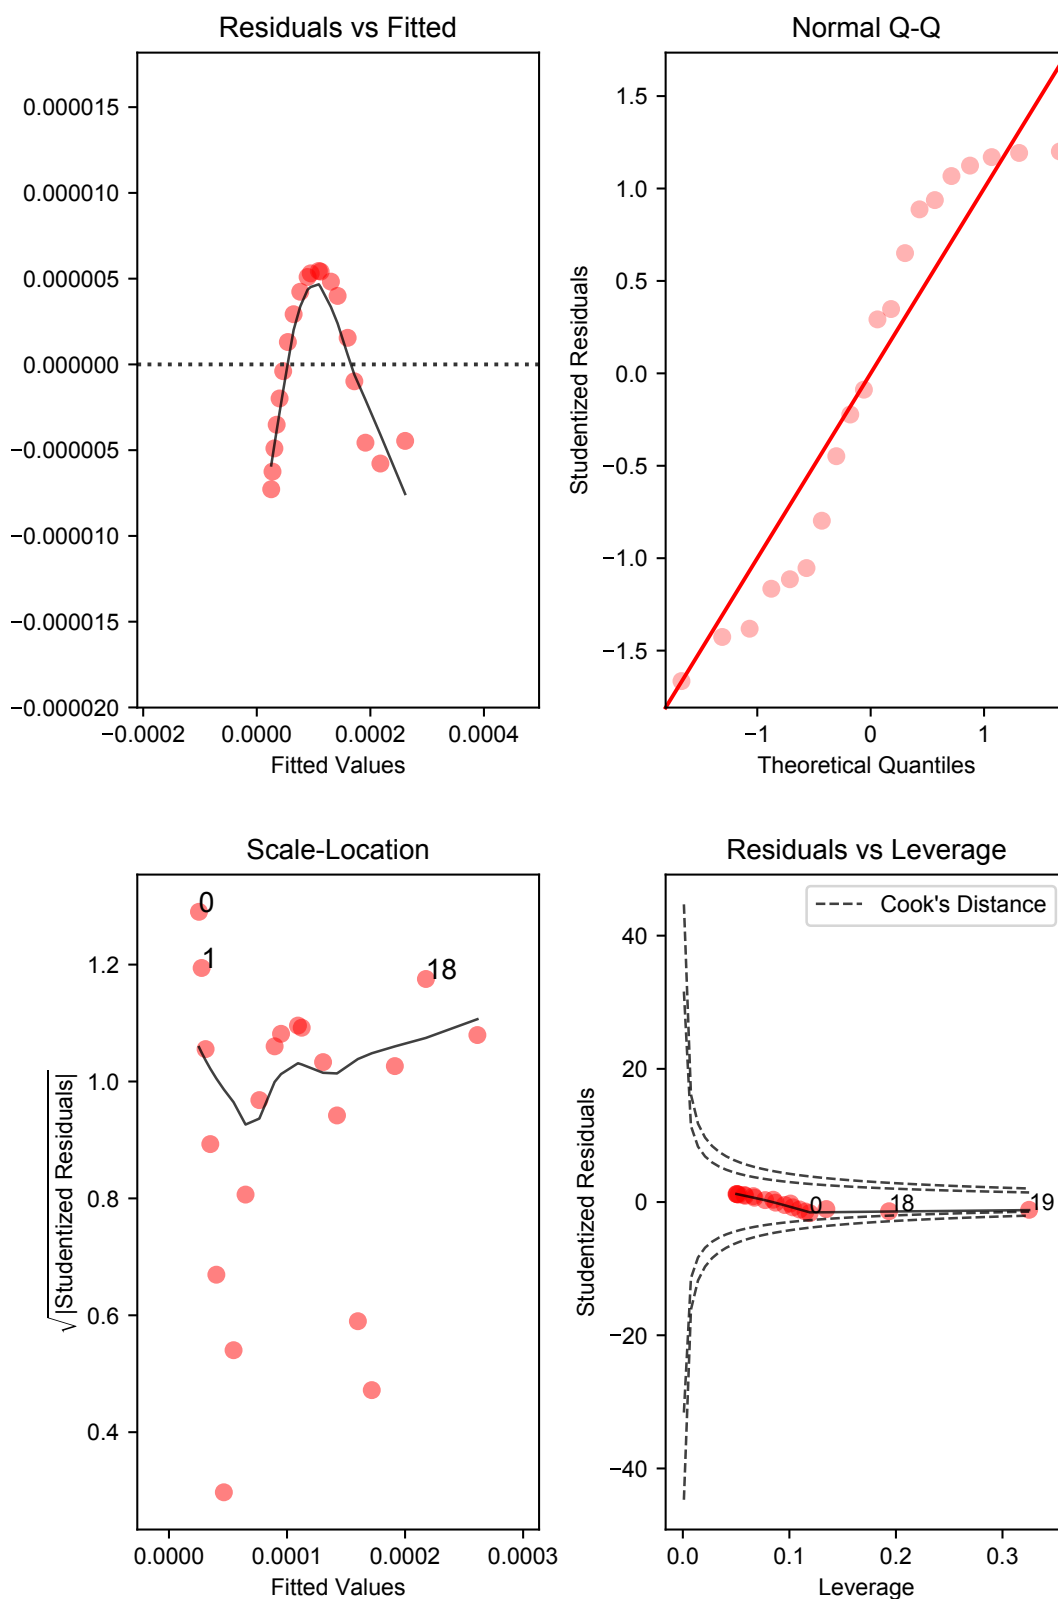 Residuals vs Fitted
0.000015
0.000010
0.000005
0.000000
−0.000005
−0.000010
−0.000015
−0.000020
−0.0002 0.0000 0.0002 0.0004
Fitted Values
Normal Q-Q
Studentized Residuals
1.5
1.0
0.5
0.0
−0.5
−1.0
−1.5
−1 0 1
Theoretical Quantiles
Scale-Location
√|Studentized Residuals|
1.2
1.0
0.8
0.6
0.4
0
1
18
0.0000 0.0001 0.0002 0.0003
Fitted Values
Residuals vs Leverage
Cook's Distance
Studentized Residuals
40
20
0
−20
−40
0 18 19
0.0 0.1 0.2 0.3
Leverage